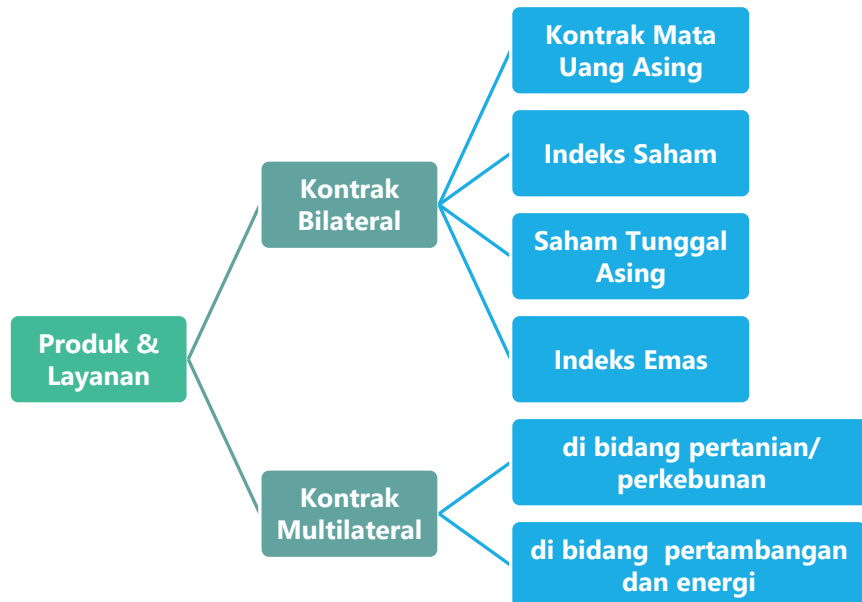 Produk &
Layanan
Kontrak
Bilateral
Kontrak Mata
Uang Asing
Indeks Saham
Saham Tunggal
Asing
Indeks Emas
Kontrak
Multilateral
di bidang pertanian/
perkebunan
di bidang  pertambangan
dan energi